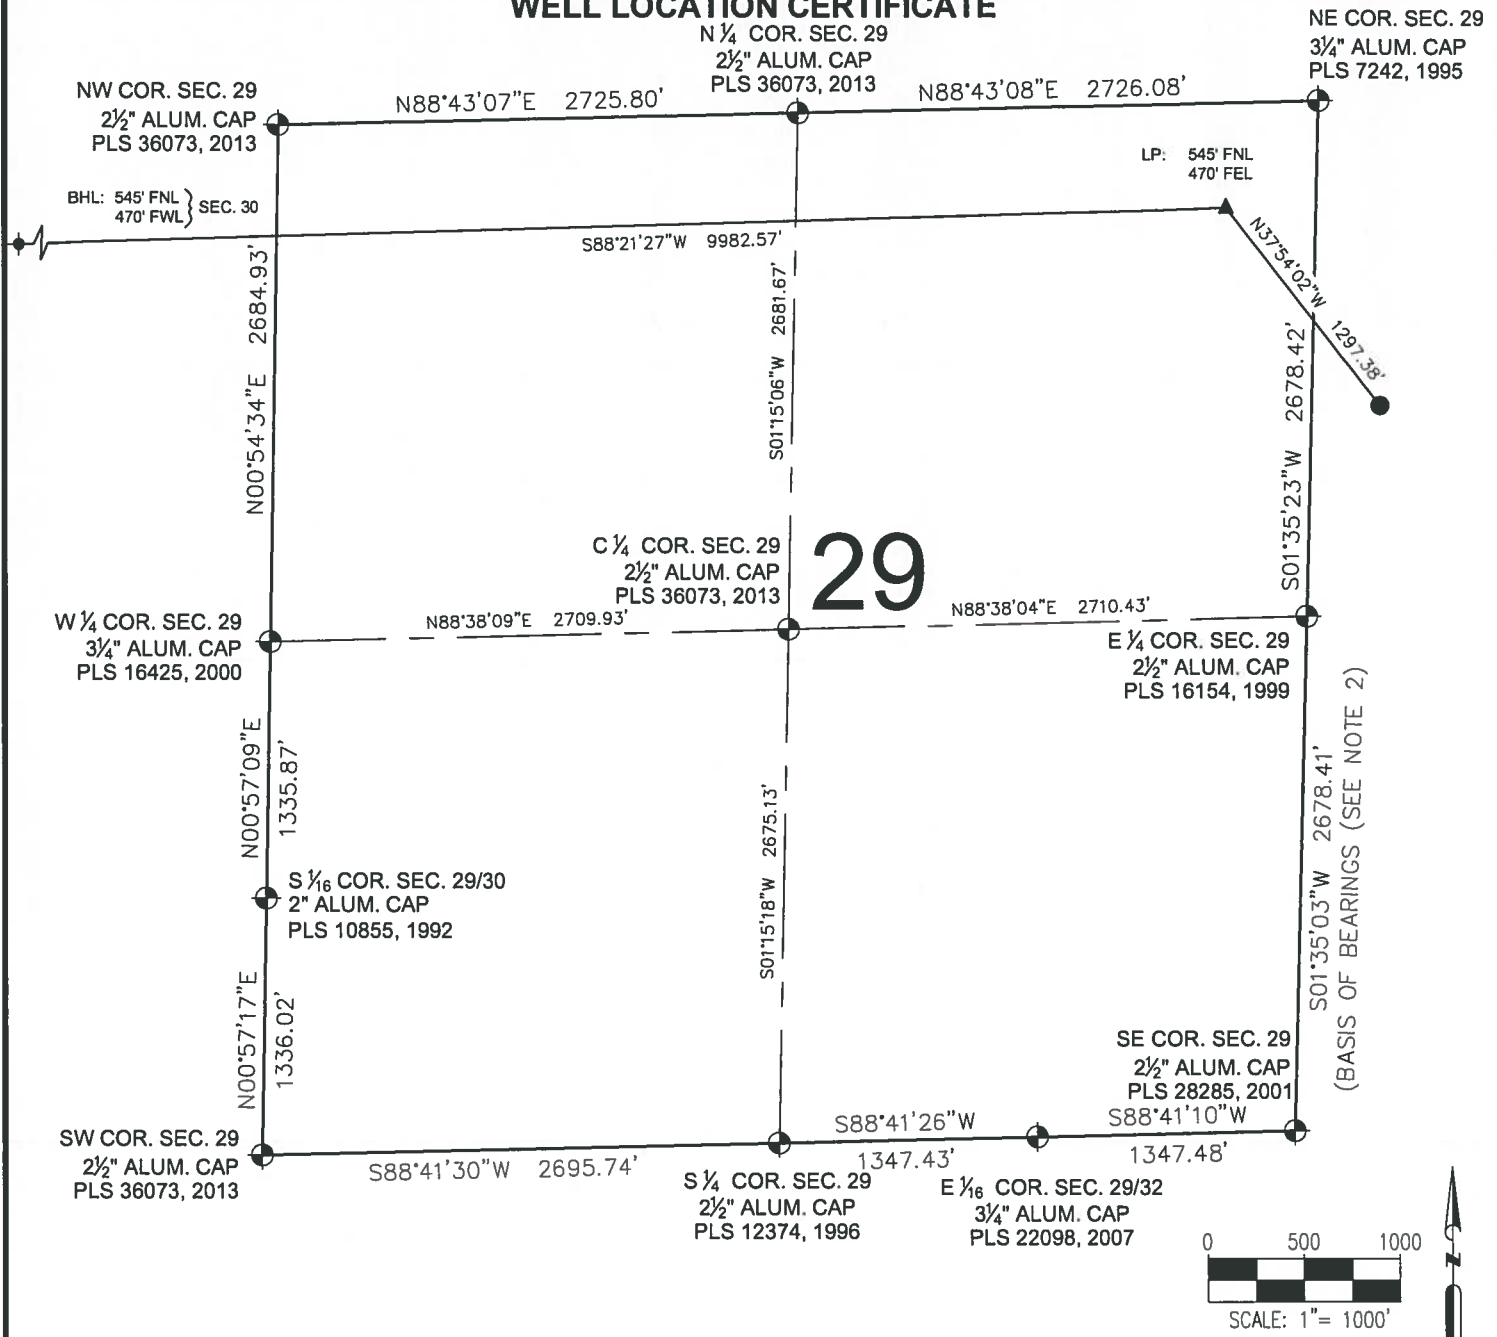 WELL LOCATION CERTIFICATE
N ¼ COR. SEC. 29
2½" ALUM. CAP
PLS 36073, 2013
NE COR. SEC. 29
3¼" ALUM. CAP
PLS 7242, 1995
NW COR. SEC. 29
2½" ALUM. CAP
PLS 36073, 2013
N88°43'07"E 2725.80'
N88°43'08"E 2726.08'
LP: 545' FNL
470' FEL
BHL: 545' FNL
470' FWL } SEC. 30
S88°21'27"W 9982.57'
N37°54'02"W 1297.38'
N00°54'34"E 2684.93'
S01°15'06"W 2681.67'
S01°35'23"W 2678.42'
C ¼ COR. SEC. 29
2½" ALUM. CAP
PLS 36073, 2013
29
W ¼ COR. SEC. 29
3¼" ALUM. CAP
PLS 16425, 2000
N88°38'09"E 2709.93'
N88°38'04"E 2710.43'
E ¼ COR. SEC. 29
2½" ALUM. CAP
PLS 16154, 1999
N00°57'09"E
1335.87'
S01°15'18"W 2675.13'
S01°35'03"W 2678.41'
(BASIS OF BEARINGS (SEE NOTE 2)
S 1⁄16 COR. SEC. 29/30
2" ALUM. CAP
PLS 10855, 1992
N00°57'17"E
1336.02'
SE COR. SEC. 29
2½" ALUM. CAP
PLS 28285, 2001
SW COR. SEC. 29
2½" ALUM. CAP
PLS 36073, 2013
S88°41'30"W 2695.74'
S88°41'26"W
1347.43'
S88°41'10"W
1347.48'
S ¼ COR. SEC. 29
2½" ALUM. CAP
PLS 12374, 1996
E 1⁄16 COR. SEC. 29/32
3¼" ALUM. CAP
PLS 22098, 2007
0 500 1000
SCALE: 1"= 1000'
N